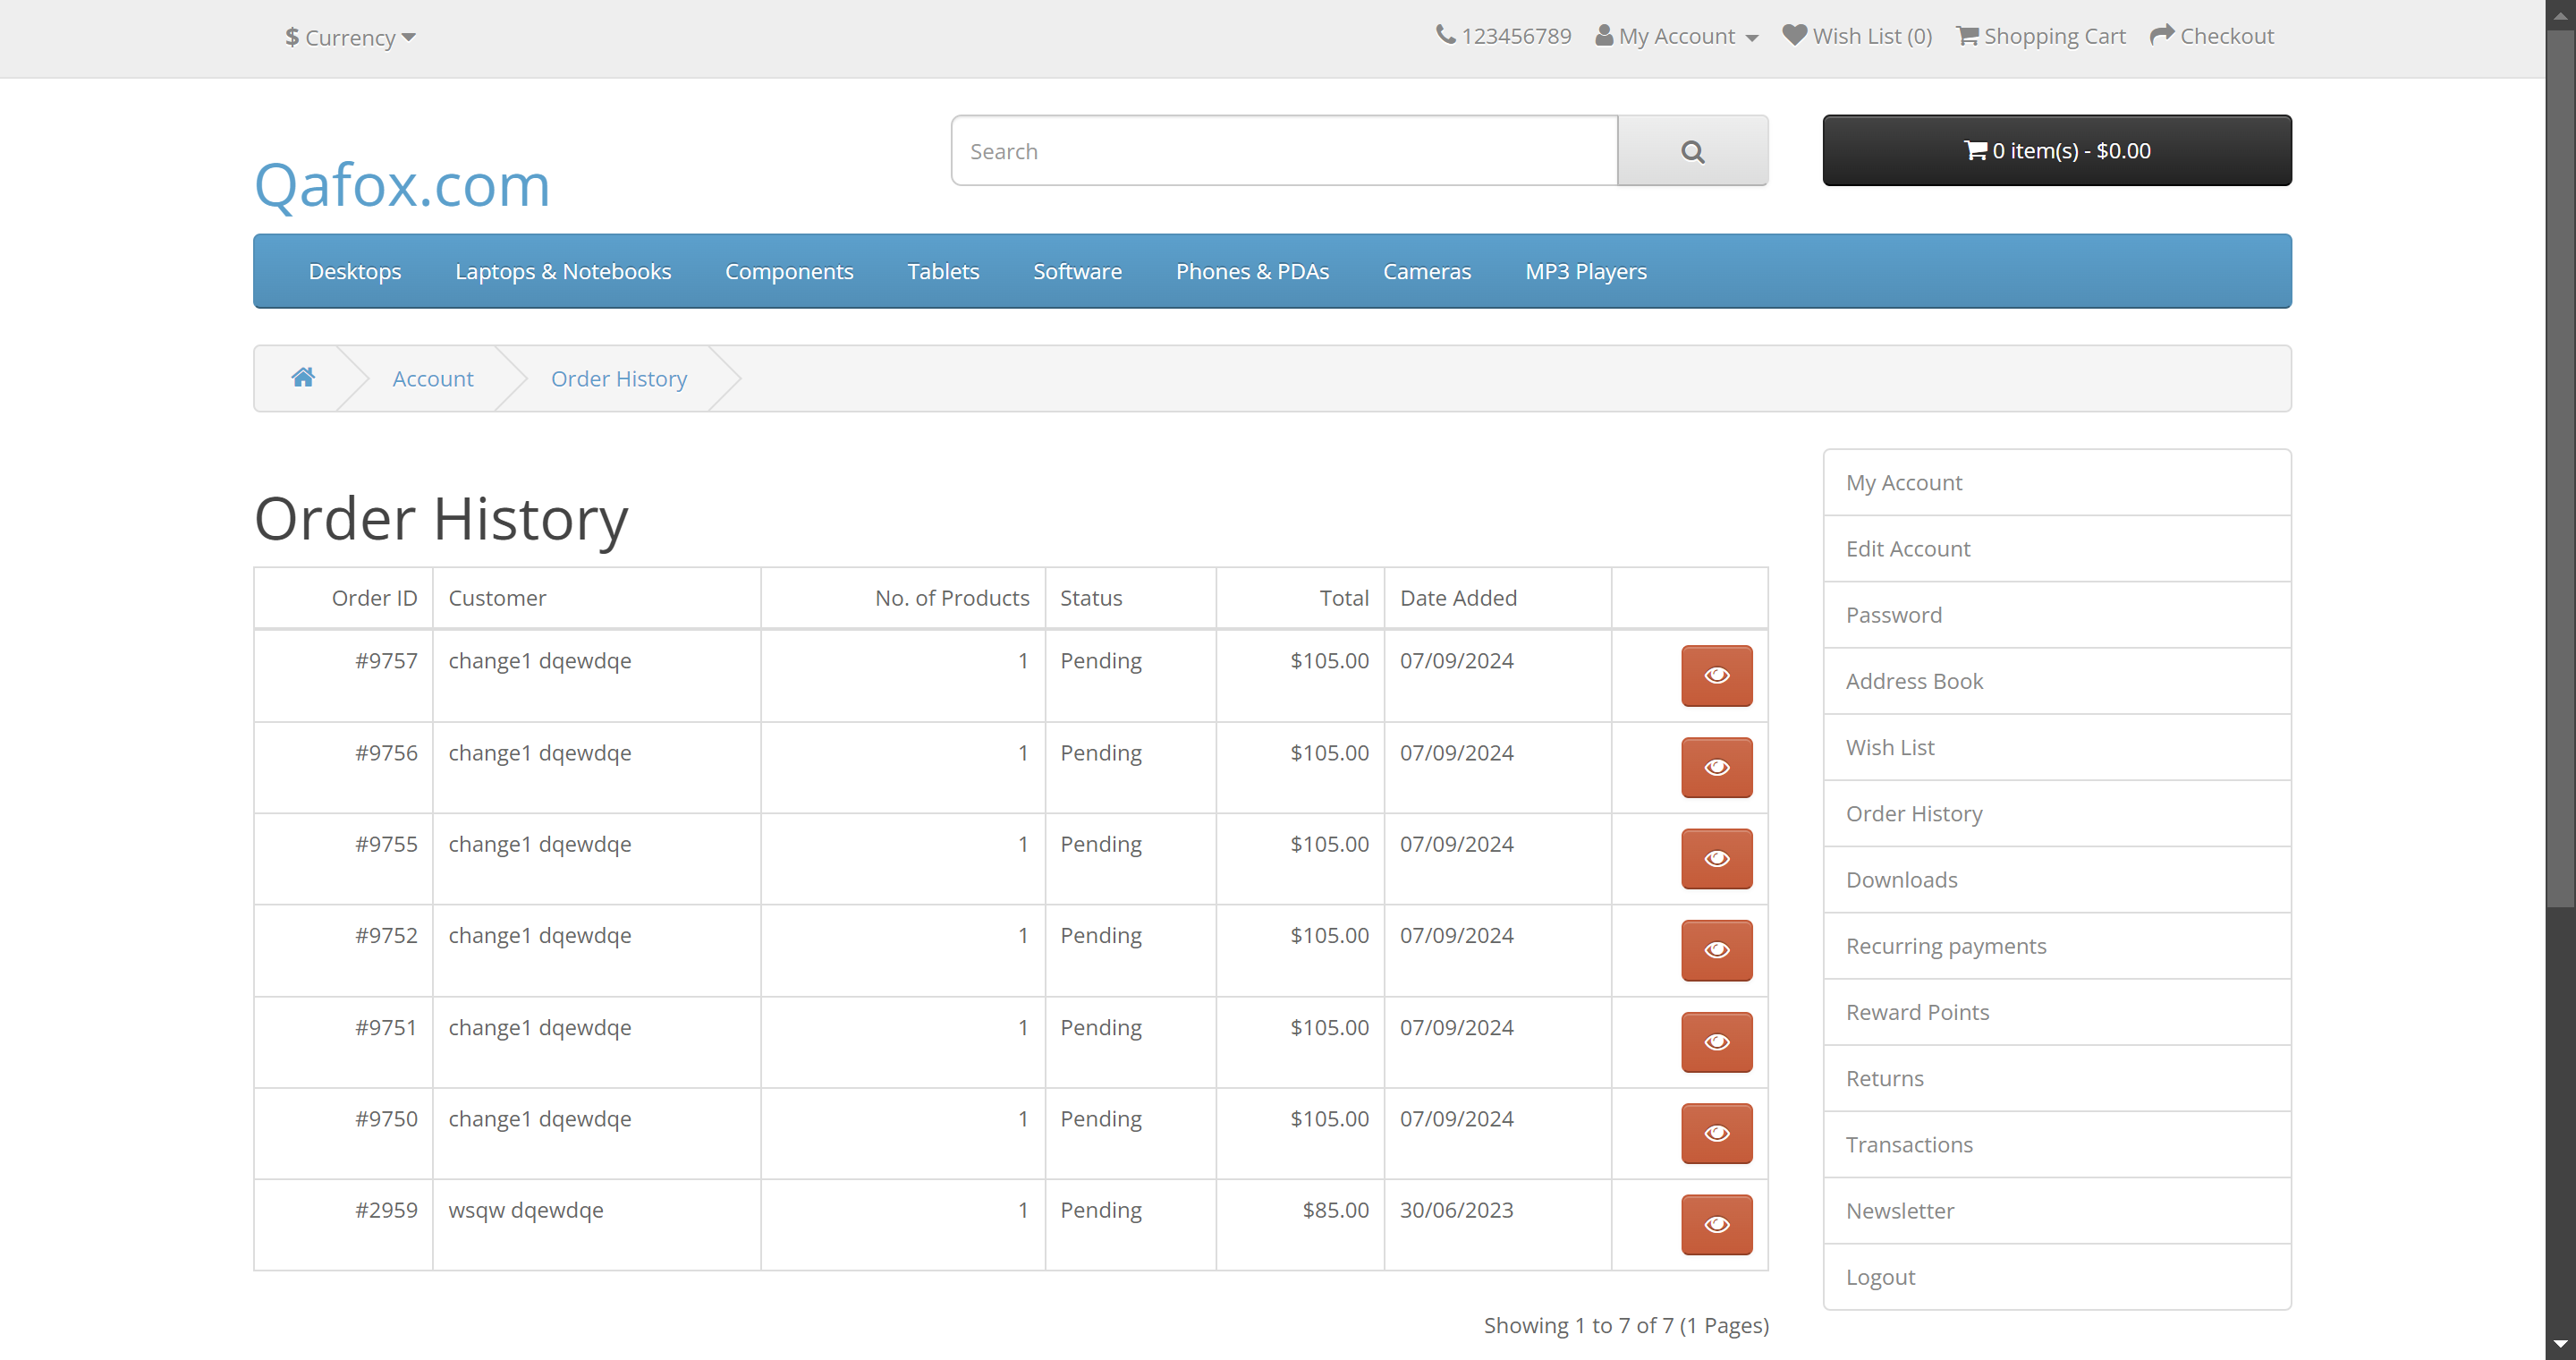 $ Currency
123456789 My Account Wish List (0) Shopping Cart Checkout
Qafox.com
Search
0 item(s) - $0.00
Desktops Laptops & Notebooks Components Tablets Software Phones & PDAs Cameras MP3 Players
Account Order History
Order History
Order ID Customer No. of Products Status Total Date Added
#9757 change1 dqewdqe 1 Pending $105.00 07/09/2024
#9756 change1 dqewdqe 1 Pending $105.00 07/09/2024
#9755 change1 dqewdqe 1 Pending $105.00 07/09/2024
#9752 change1 dqewdqe 1 Pending $105.00 07/09/2024
#9751 change1 dqewdqe 1 Pending $105.00 07/09/2024
#9750 change1 dqewdqe 1 Pending $105.00 07/09/2024
#2959 wsqw dqewdqe 1 Pending $85.00 30/06/2023
Showing 1 to 7 of 7 (1 Pages)
My Account
Edit Account
Password
Address Book
Wish List
Order History
Downloads
Recurring payments
Reward Points
Returns
Transactions
Newsletter
Logout